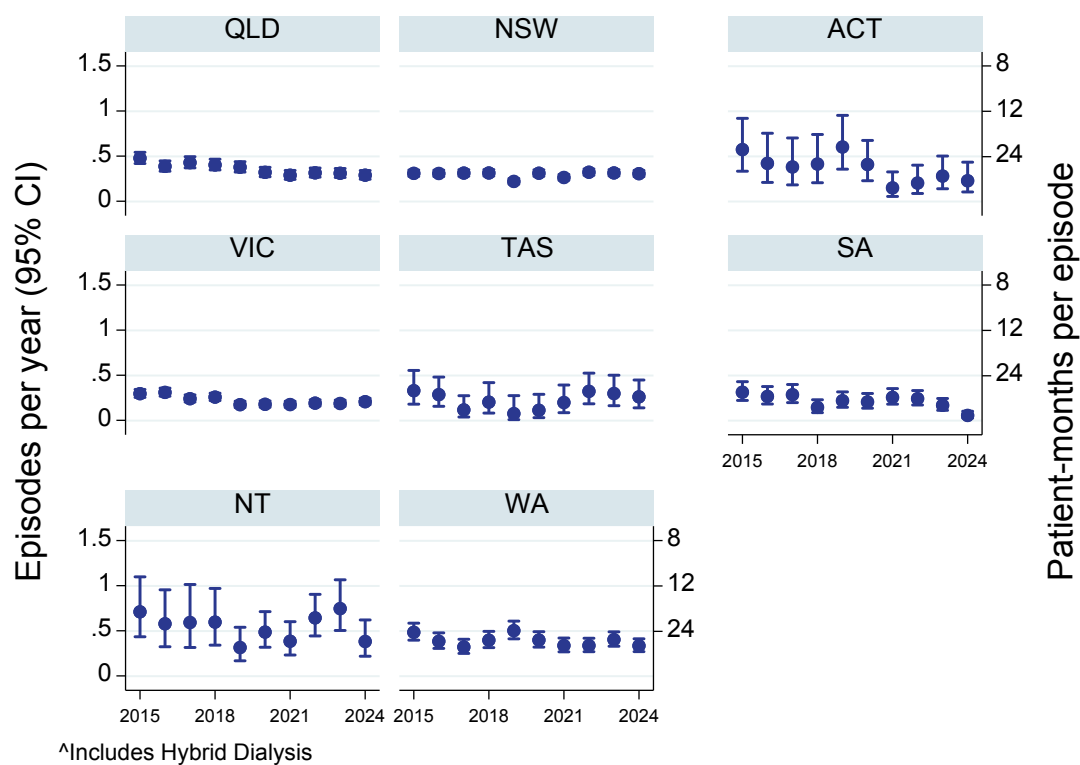 Episodes per year (95% CI)
Patient-months per episode
QLD
NSW
ACT
1.5
1
.5
0
8
12
24
VIC
TAS
SA
1.5
1
.5
0
8
12
24
2015 2018 2021 2024
NT
WA
1.5
1
.5
0
8
12
24
2015 2018 2021 2024 2015 2018 2021 2024
^Includes Hybrid Dialysis